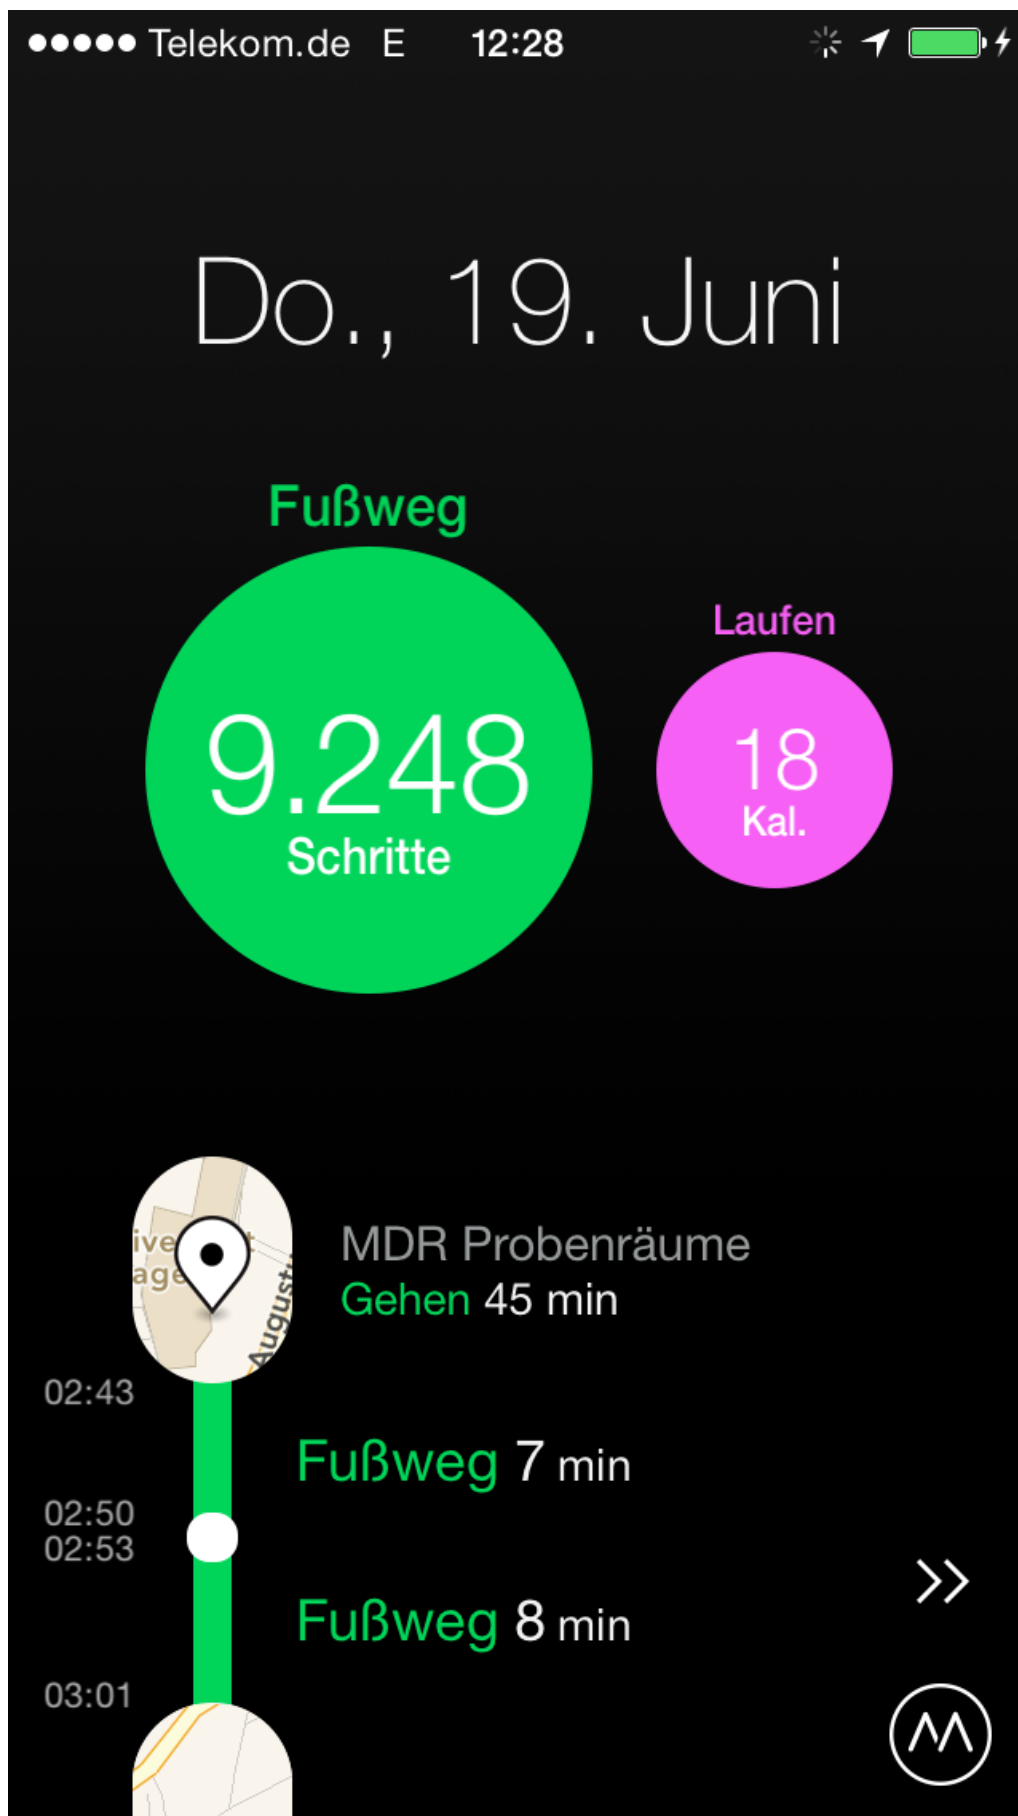 Telekom.de E 12:28
Do., 19. Juni
Fußweg
Laufen
9.248
Schritte
18
Kal.
MDR Probenräume
Gehen 45 min
Augustu
02:43
Fußweg 7 min
02:50
02:53
Fußweg 8 min
03:01